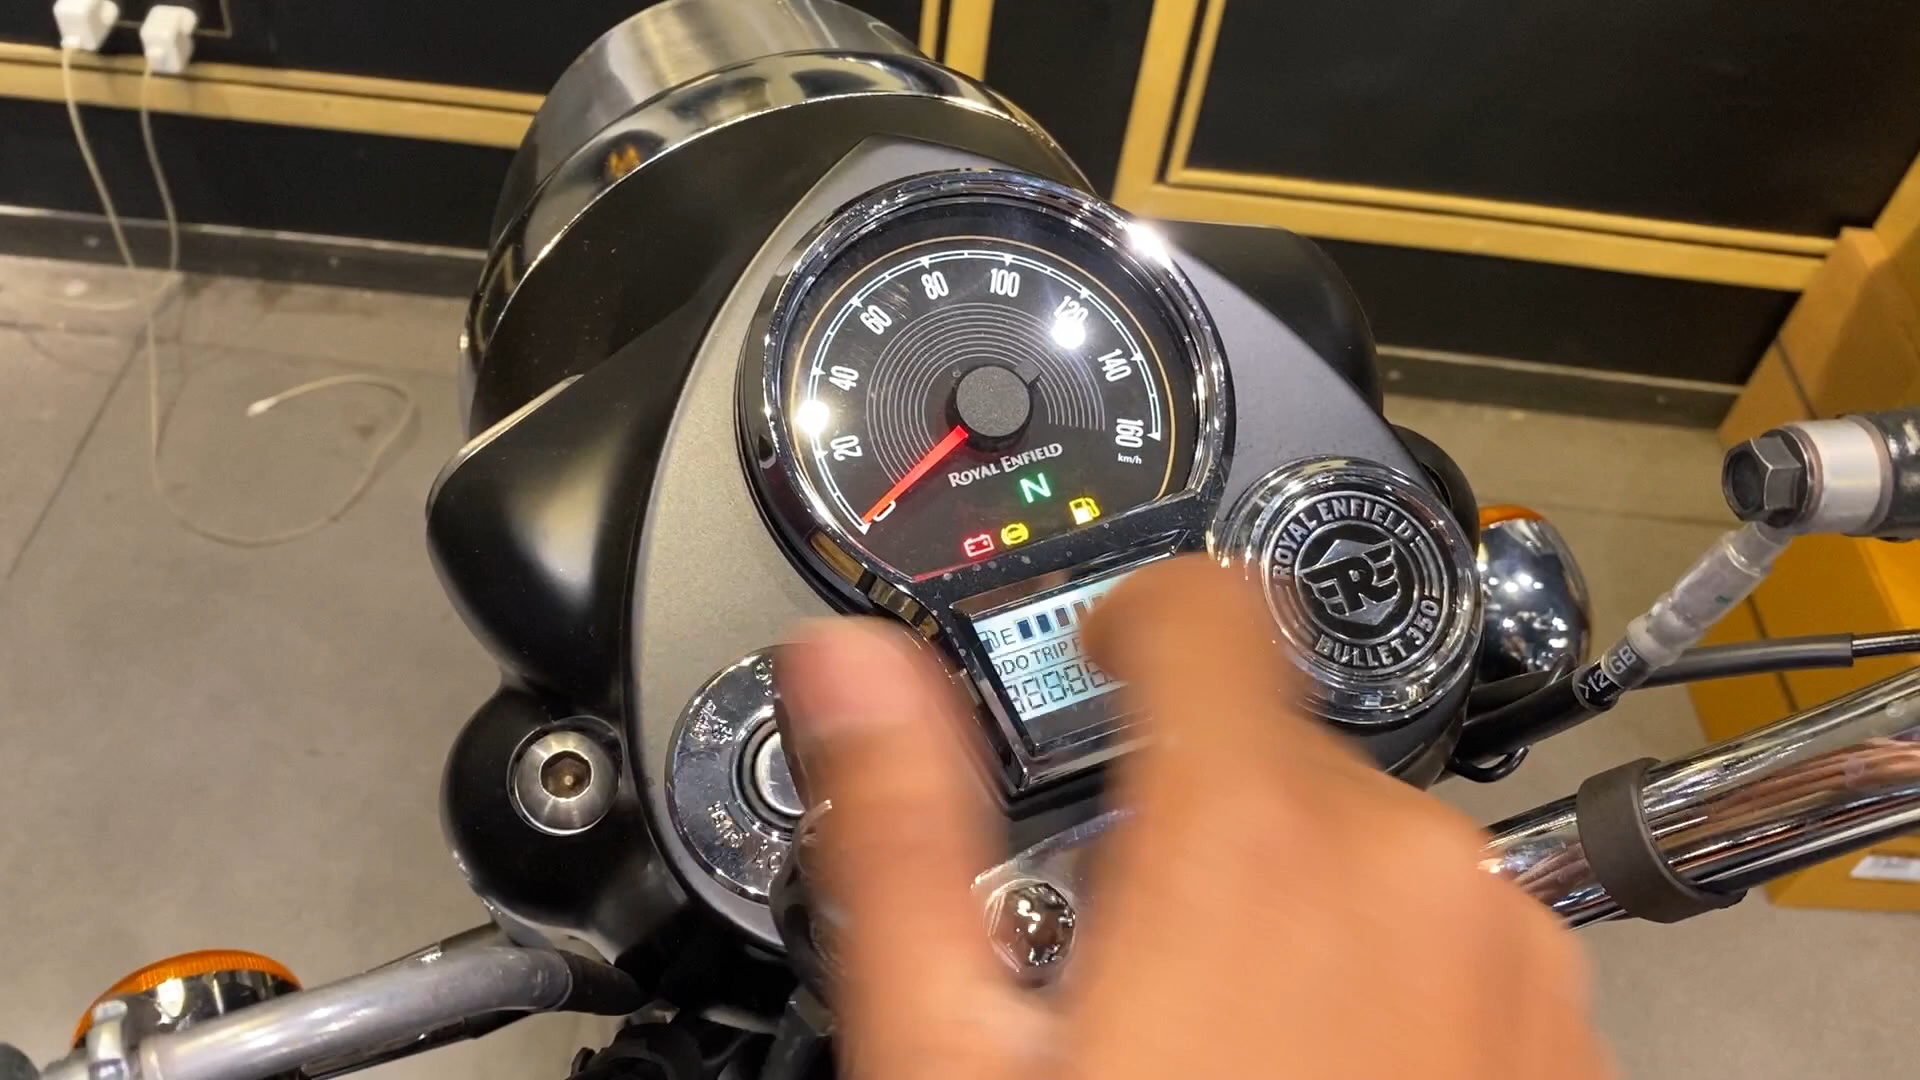 80 100
60 120
40 140
20 160
km/h
ROYAL ENFIELD
N
E
ODO TRIP
ROYAL ENFIELD
R
BULLET 350